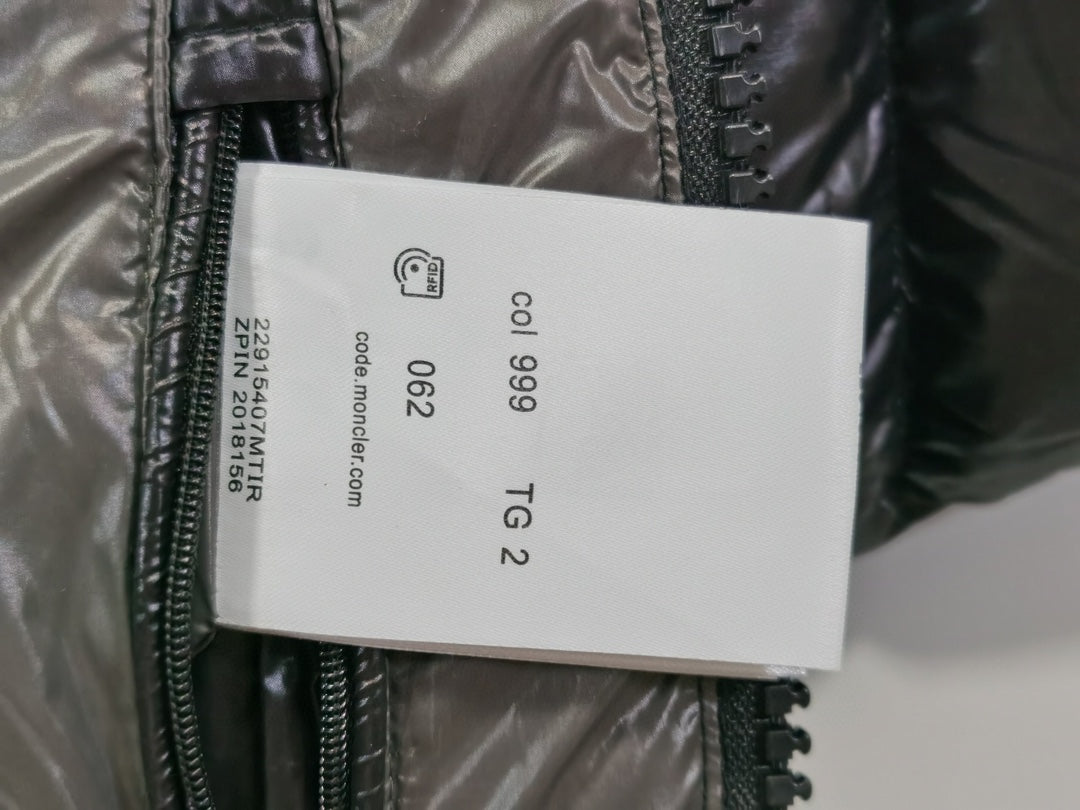 col 999 TG 2
RFID 062
code.moncler.com
22915407MTIR
ZPIN 2018156